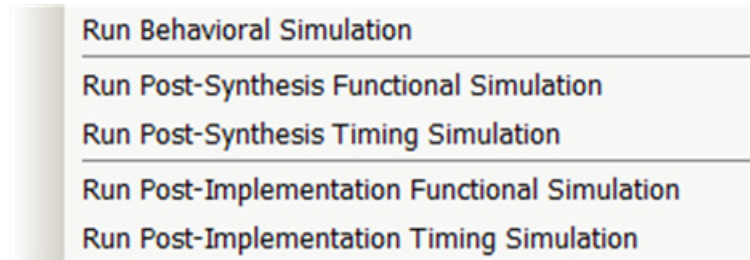 Run Behavioral Simulation
Run Post-Synthesis Functional Simulation
Run Post-Synthesis Timing Simulation
Run Post-Implementation Functional Simulation
Run Post-Implementation Timing Simulation